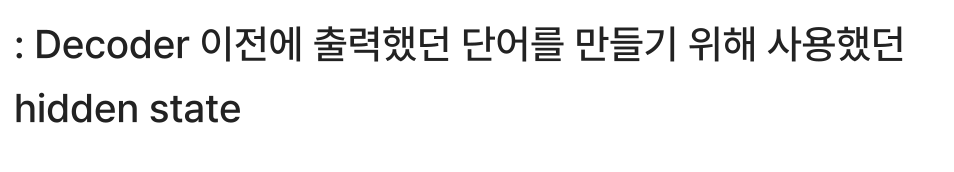 : Decoder 이전에 출력했던 단어를 만들기 위해 사용했던
hidden state